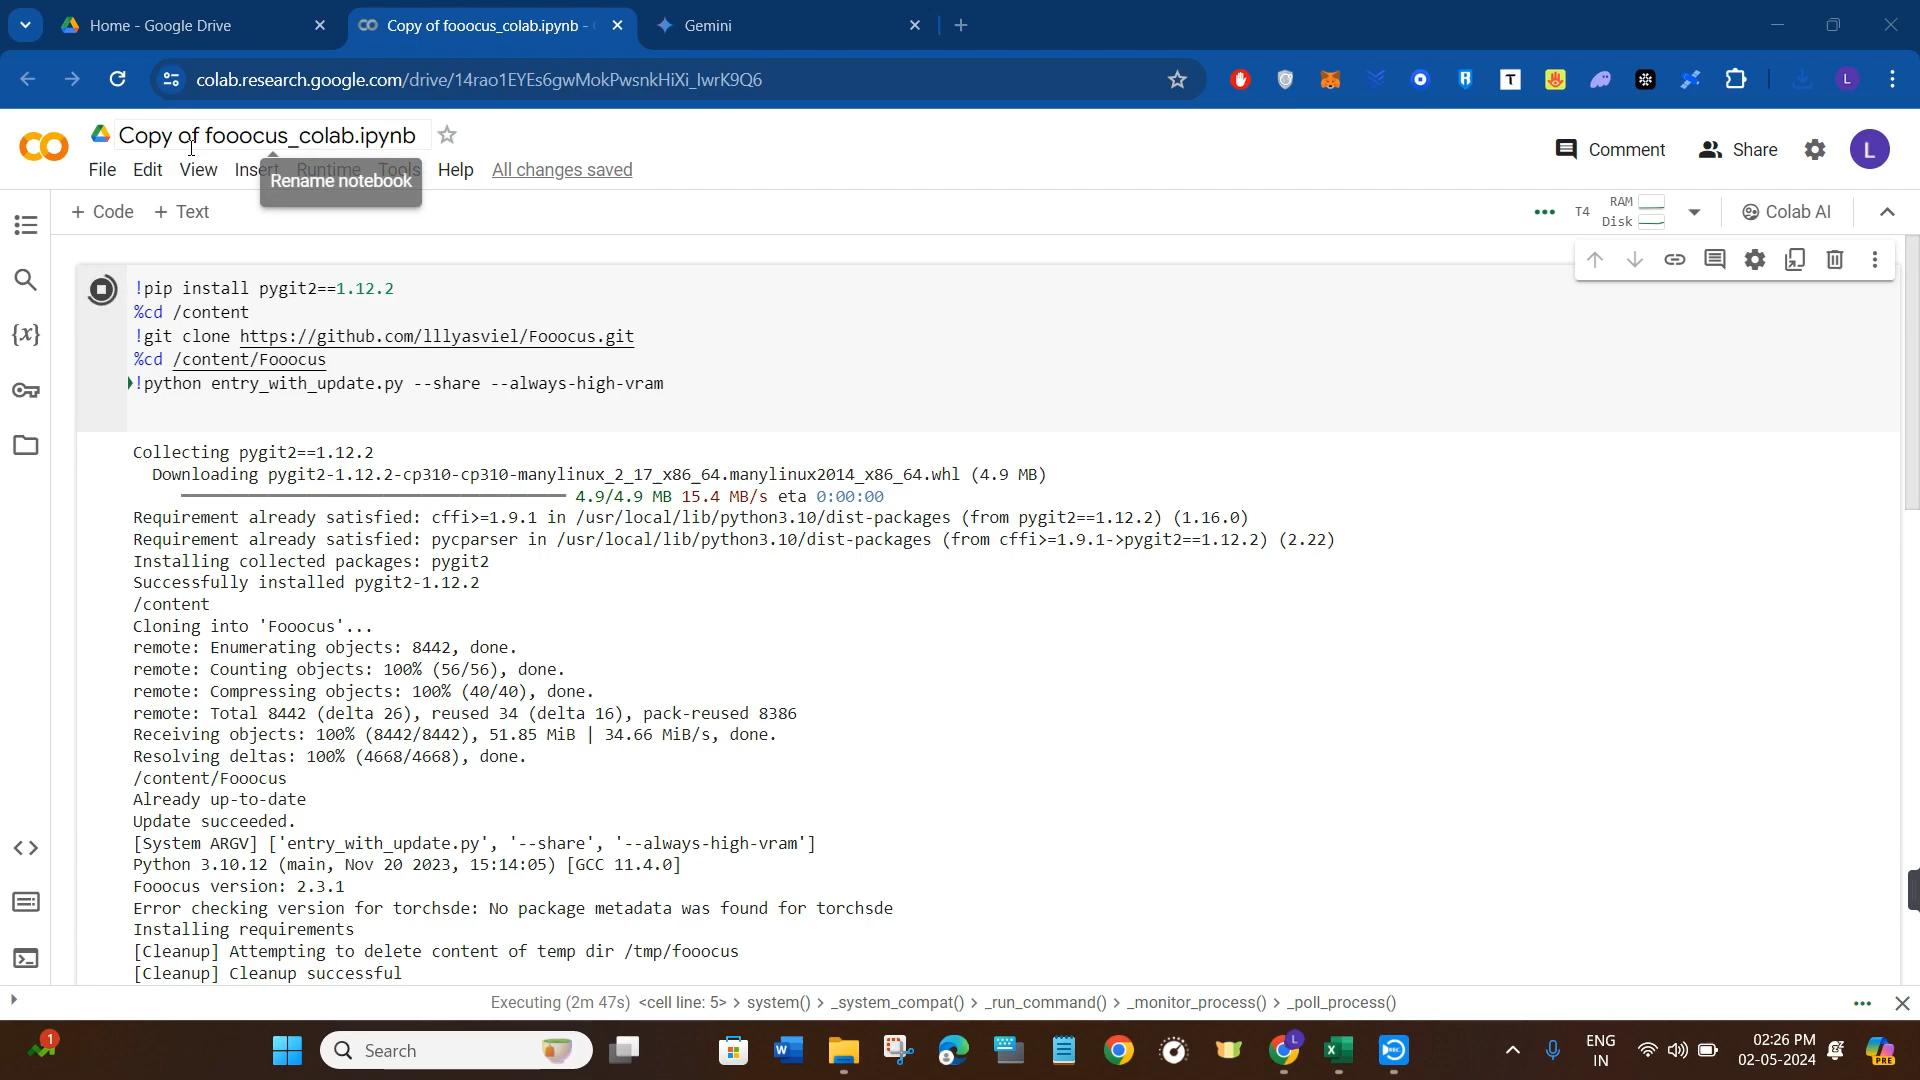 Home - Google Drive
Copy of fooocus_colab.ipynb -
Gemini
colab.research.google.com/drive/14rao1EYEs6gwMokPwsnkHiXi_IwrK9Q6
L
Copy of fooocus_colab.ipynb
Comment
Share
L
File Edit View Insert Runtime Tools Help All changes saved
Rename notebook
+ Code + Text
T4
RAM
Disk
Colab AI
!pip install pygit2==1.12.2
%cd /content
!git clone https://github.com/lllyasviel/Fooocus.git
%cd /content/Fooocus
!python entry_with_update.py --share --always-high-vram
Collecting pygit2==1.12.2
Downloading pygit2-1.12.2-cp310-cp310-manylinux_2_17_x86_64.manylinux2014_x86_64.whl (4.9 MB)
4.9/4.9 MB 15.4 MB/s eta 0:00:00
Requirement already satisfied: cffi>=1.9.1 in /usr/local/lib/python3.10/dist-packages (from pygit2==1.12.2) (1.16.0)
Requirement already satisfied: pycparser in /usr/local/lib/python3.10/dist-packages (from cffi>=1.9.1->pygit2==1.12.2) (2.22)
Installing collected packages: pygit2
Successfully installed pygit2-1.12.2
/content
Cloning into 'Fooocus'...
remote: Enumerating objects: 8442, done.
remote: Counting objects: 100% (56/56), done.
remote: Compressing objects: 100% (40/40), done.
remote: Total 8442 (delta 26), reused 34 (delta 16), pack-reused 8386
Receiving objects: 100% (8442/8442), 51.85 MiB | 34.66 MiB/s, done.
Resolving deltas: 100% (4668/4668), done.
/content/Fooocus
Already up-to-date
Update succeeded.
[System ARGV] ['entry_with_update.py', '--share', '--always-high-vram']
Python 3.10.12 (main, Nov 20 2023, 15:14:05) [GCC 11.4.0]
Fooocus version: 2.3.1
Error checking version for torchsde: No package metadata was found for torchsde
Installing requirements
[Cleanup] Attempting to delete content of temp dir /tmp/fooocus
[Cleanup] Cleanup successful
Executing (2m 47s) <cell line: 5> > system() > _system_compat() > _run_command() > _monitor_process() > _poll_process()
1
Search
ENG
IN
02:26 PM
02-05-2024